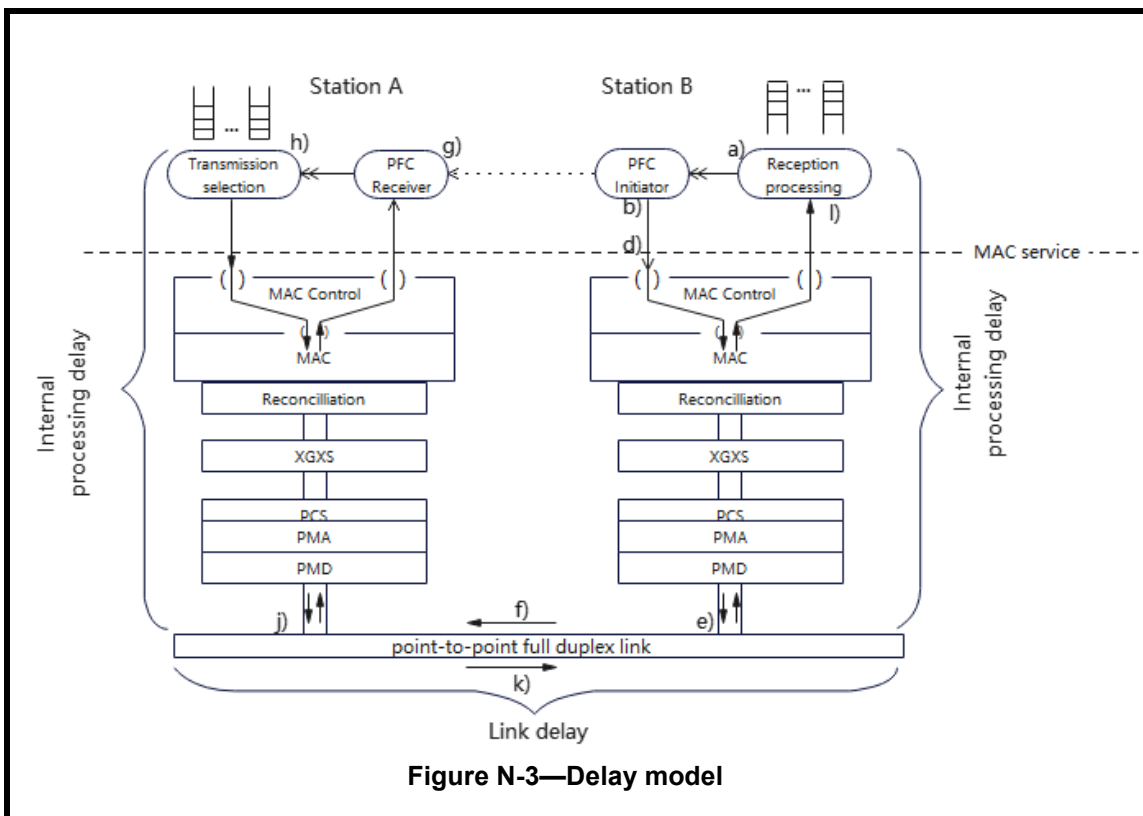 Station A
Station B
...
...
h)
g)
a)
Transmission
selection
PFC
Receiver
PFC
Initiator
Reception
processing
b)
l)
d)
MAC service
( )
( )
( )
( )
MAC Control
MAC Control
( )
( )
MAC
MAC
Internal
processing delay
Internal
processing delay
Reconcilliation
Reconcilliation
XGXS
XGXS
PCS
PCS
PMA
PMA
PMD
PMD
j)
f)
e)
point-to-point full duplex link
k)
Link delay
Figure N-3—Delay model